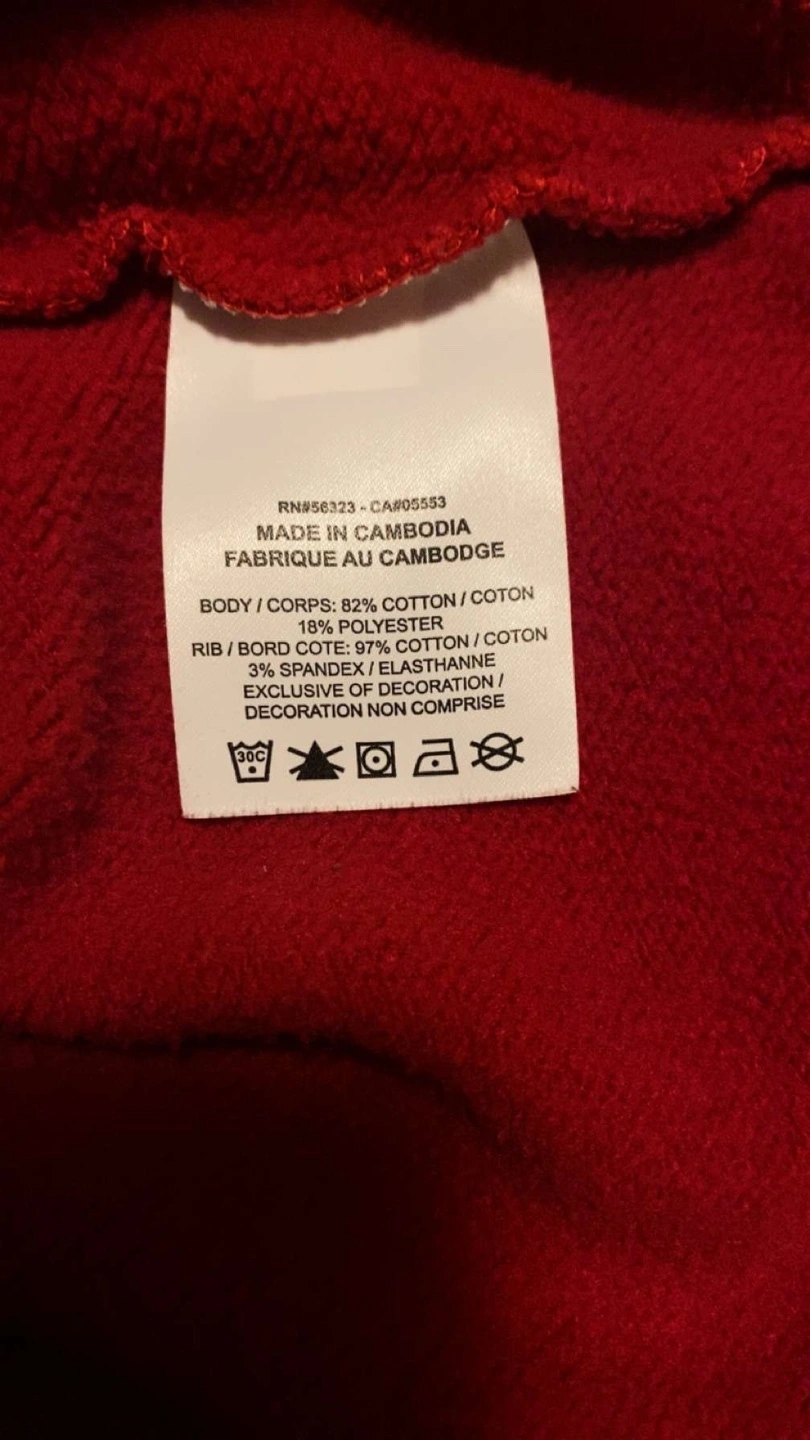 RN#56323 - CA#05553
MADE IN CAMBODIA
FABRIQUE AU CAMBODGE
BODY / CORPS: 82% COTTON / COTON
18% POLYESTER
RIB / BORD COTE: 97% COTTON / COTON
3% SPANDEX / ELASTHANNE
EXCLUSIVE OF DECORATION /
DECORATION NON COMPRISE
30C